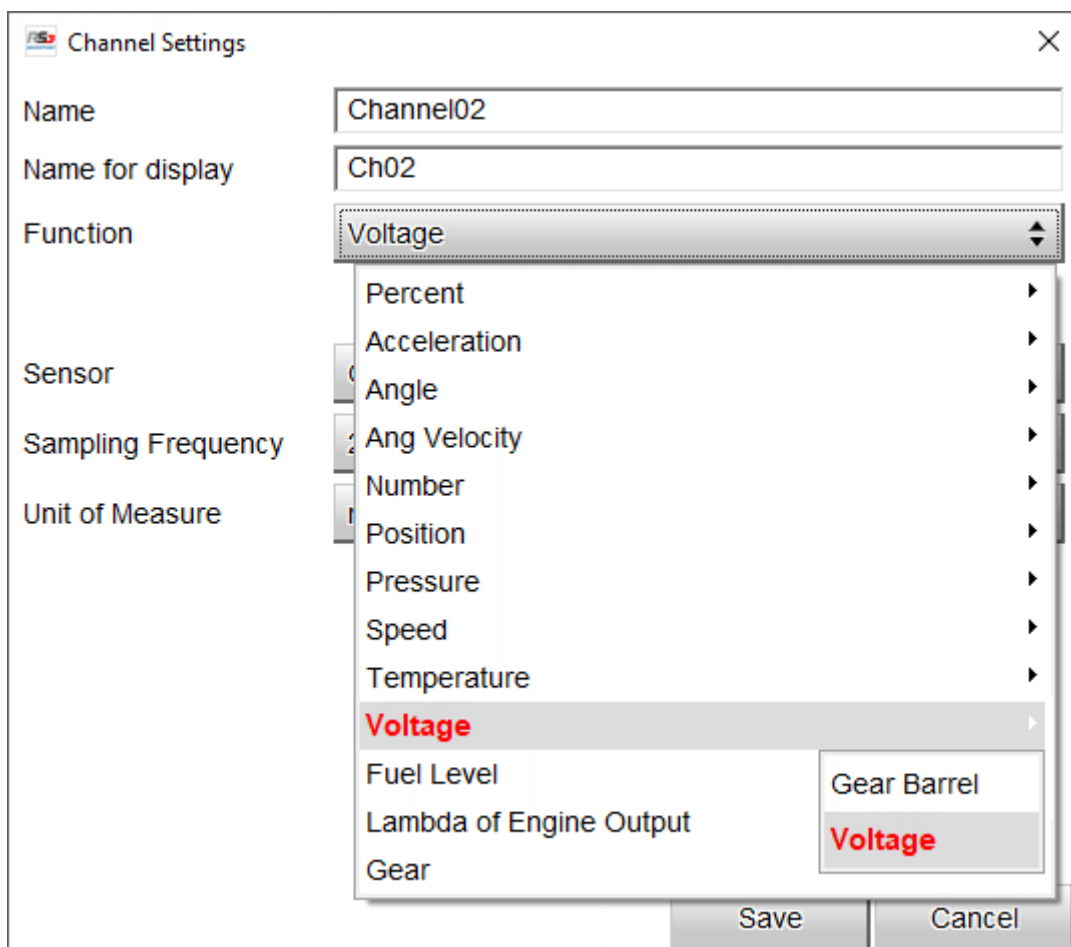 Channel Settings
Name Channel02
Name for display Ch02
Function Voltage
Percent
Acceleration
Sensor
Angle
Sampling Frequency
Ang Velocity
Number
Unit of Measure
Position
Pressure
Speed
Temperature
Voltage
Fuel Level
Gear Barrel
Lambda of Engine Output
Voltage
Gear
Save Cancel